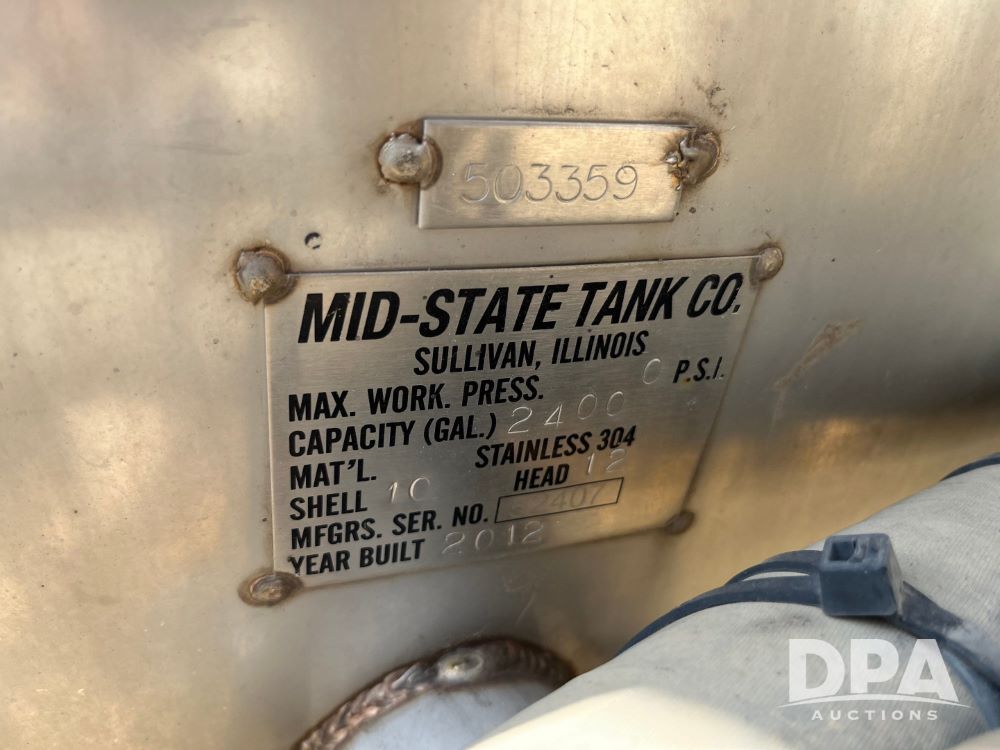 503359
MID-STATE TANK CO.
SULLIVAN, ILLINOIS
MAX. WORK. PRESS. 0 P.S.I.
CAPACITY (GAL.) 2400
MAT'L. STAINLESS 304
SHELL 10 HEAD 12
MFGRS. SER. NO.
YEAR BUILT 2012
DPA
AUCTIONS